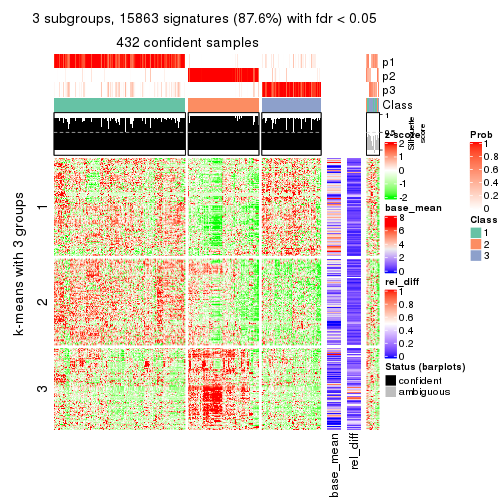 3 subgroups, 15863 signatures (87.6%) with fdr < 0.05
432 confident samples
p1
p2
p3
Class
1
0.5
Silhouette
score
k-means with 3 groups
1
2
3
base_mean
rel_diff
z-score
2
1
0
-1
-2
base_mean
8
6
4
2
0
rel_diff
1
0.8
0.6
0.4
0.2
0
Status (barplots)
confident
ambiguous
Prob
1
0.8
0.6
0.4
0.2
0
Class
1
2
3